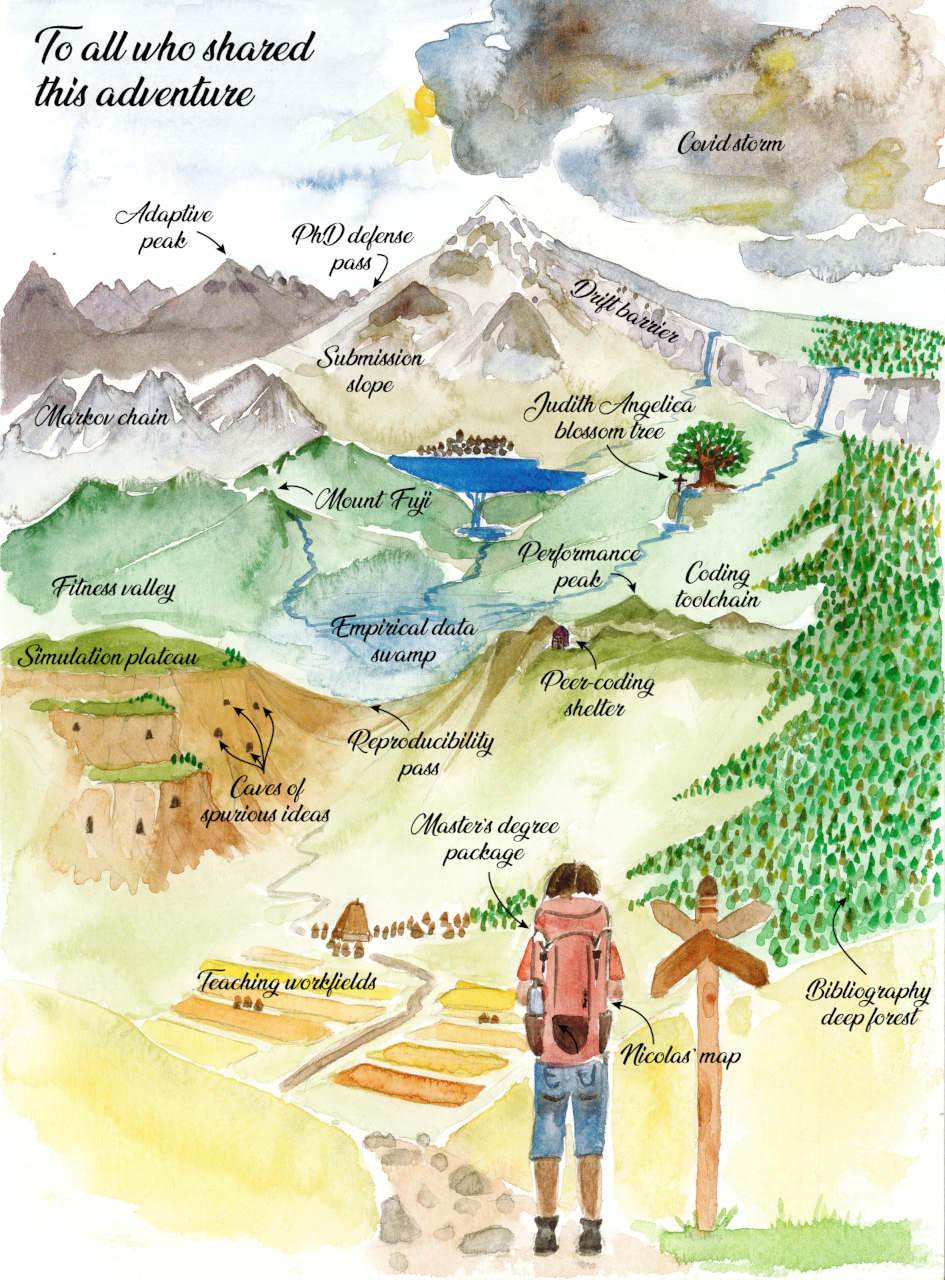 To all who shared
this adventure
Covid storm
Adaptive
peak
PhD defense
pass
Drift barrier
Submission
slope
Markov chain
Judith Angelica
blossom tree
Mount Fuji
Performance
peak
Coding
toolchain
Fitness valley
Empirical data
swamp
Simulation plateau
Peer-coding
shelter
Reproducibility
pass
Caves of
spurious ideas
Master's degree
package
Teaching workfields
Bibliography
deep forest
Nicolas' map